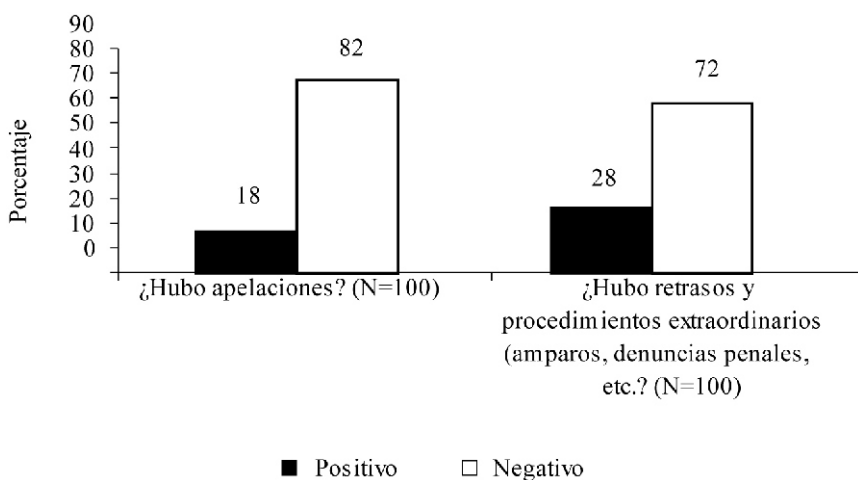 Porcentaje
90
80
70
60
50
40
30
20
10
0
18
82
28
72
¿Hubo apelaciones? (N=100)
¿Hubo retrasos y
procedimientos extraordinarios
(amparos, denuncias penales,
etc.? (N=100)
Positivo
Negativo